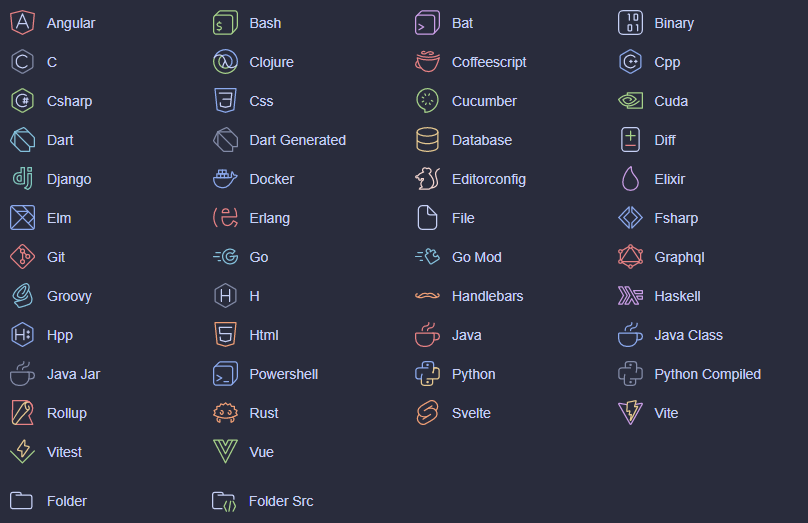 Angular Bash Bat Binary
C Clojure Coffeescript Cpp
Csharp Css Cucumber Cuda
Dart Dart Generated Database Diff
Django Docker Editorconfig Elixir
Elm Erlang File Fsharp
Git Go Go Mod Graphql
Groovy H Handlebars Haskell
Hpp Html Java Java Class
Java Jar Powershell Python Python Compiled
Rollup Rust Svelte Vite
Vitest Vue
Folder Folder Src